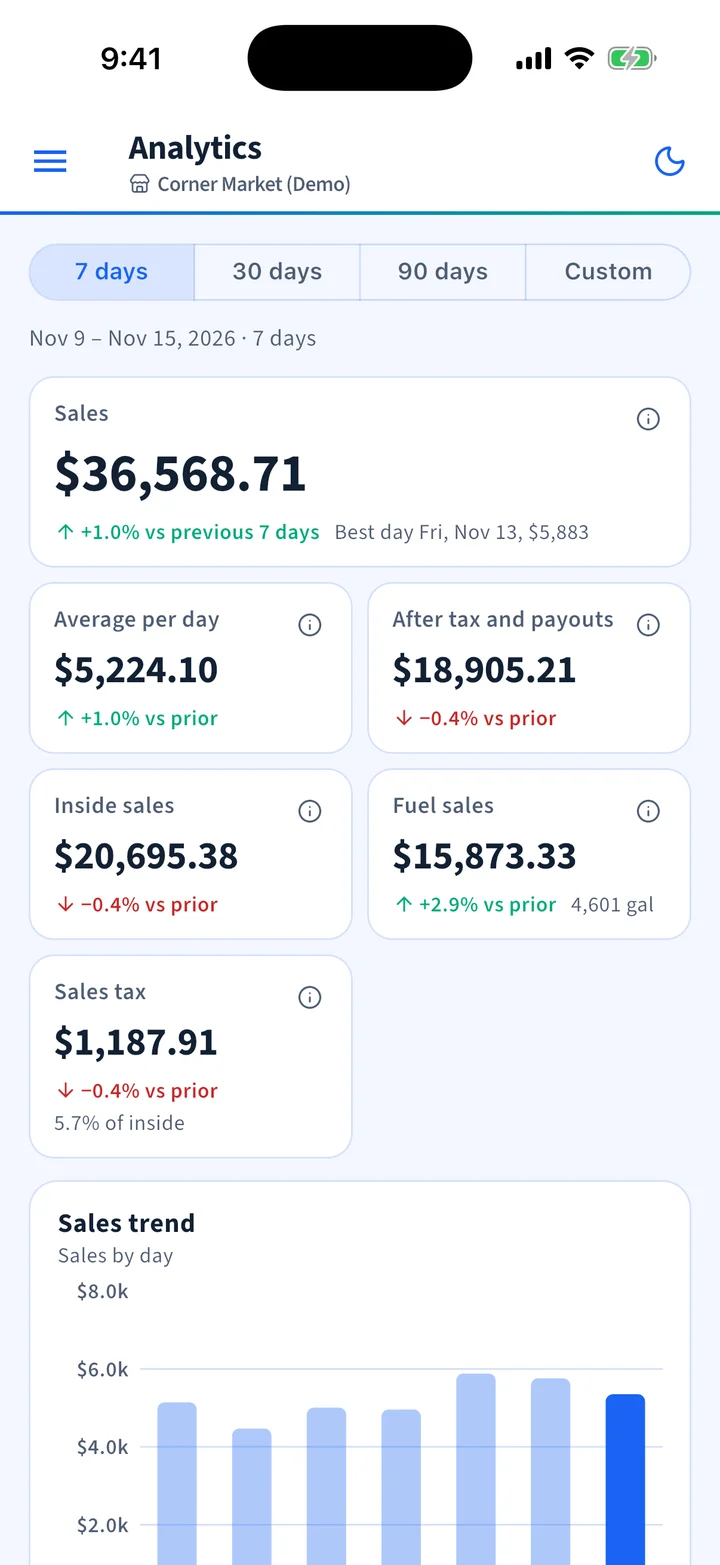 9:41
Analytics
Corner Market (Demo)
7 days 30 days 90 days Custom
Nov 9 – Nov 15, 2026 · 7 days
Sales
$36,568.71
↑ +1.0% vs previous 7 days Best day Fri, Nov 13, $5,883
Average per day
$5,224.10
↑ +1.0% vs prior
After tax and payouts
$18,905.21
↓ −0.4% vs prior
Inside sales
$20,695.38
↓ −0.4% vs prior
Fuel sales
$15,873.33
↑ +2.9% vs prior 4,601 gal
Sales tax
$1,187.91
↓ −0.4% vs prior
5.7% of inside
Sales trend
Sales by day
$8.0k
$6.0k
$4.0k
$2.0k